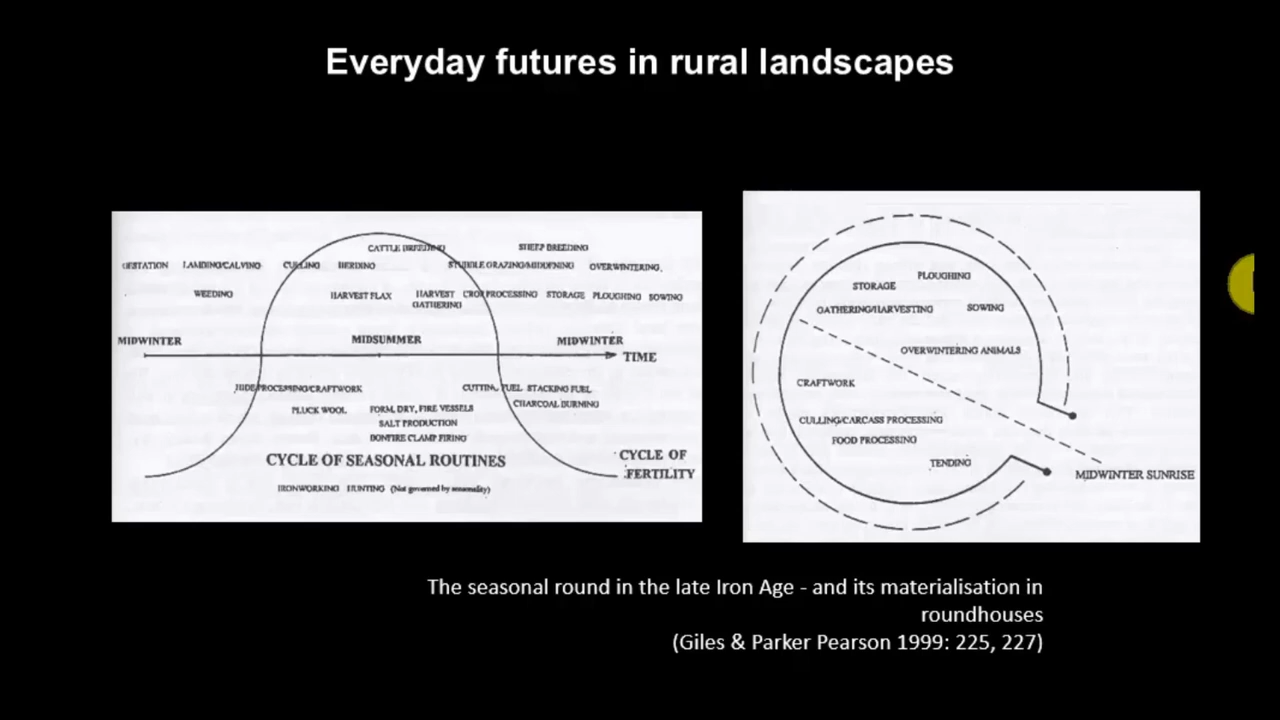 Everyday futures in rural landscapes
CATTLE BREEDING SHEEP BREEDING
GESTATION LAMBING/CALVING CULLING HERDING STUBBLE GRAZING/MIDDENING OVERWINTERING
WEEDING HARVEST FLAX HARVEST CROP PROCESSING STORAGE PLOUGHING SOWING
GATHERING
MIDWINTER MIDSUMMER MIDWINTER
TIME
HIDE PROCESSING/CRAFTWORK CUTTING FUEL STACKING FUEL
PLUCK WOOL FORM, DRY, FIRE VESSELS CHARCOAL BURNING
SALT PRODUCTION
BONFIRE CLAMP FIRING
CYCLE OF SEASONAL ROUTINES
CYCLE OF
FERTILITY
IRONWORKING HUNTING (Not governed by seasonality)
PLOUGHING
STORAGE
GATHERING/HARVESTING SOWING
OVERWINTERING ANIMALS
CRAFTWORK
CULLING/CARCASS PROCESSING
FOOD PROCESSING
TENDING
MIDWINTER SUNRISE
The seasonal round in the late Iron Age - and its materialisation in
roundhouses
(Giles & Parker Pearson 1999: 225, 227)